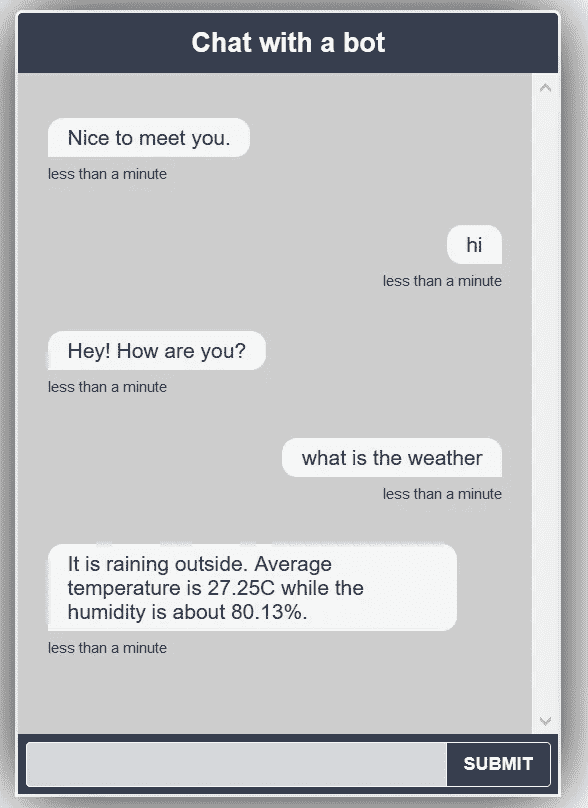 Chat with a bot
Nice to meet you.
less than a minute
hi
less than a minute
Hey! How are you?
less than a minute
what is the weather
less than a minute
It is raining outside. Average
temperature is 27.25C while the
humidity is about 80.13%.
less than a minute
SUBMIT